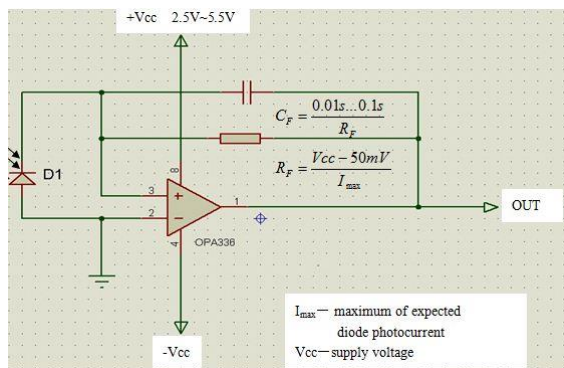 +Vcc 2.5V~5.5V
C_F = 0.01s...0.1s / R_F
R_F = Vcc − 50mV / I_max
D1
8
3
+
1
2
−
OUT
4
OPA336
-Vcc
I_max— maximum of expected
diode photocurrent
Vcc—supply voltage